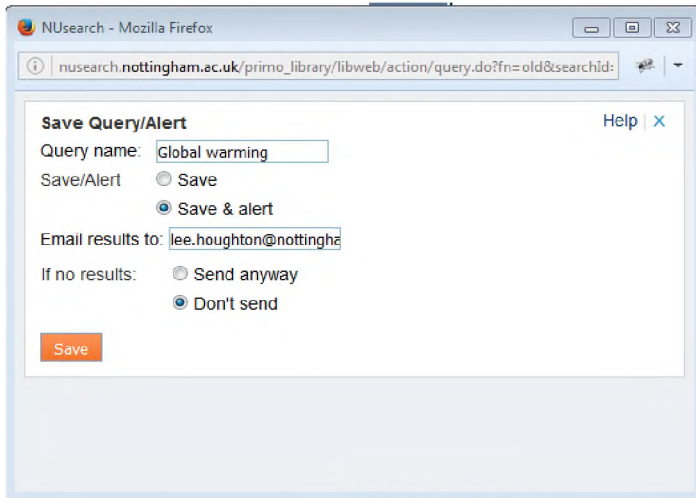 NUsearch - Mozilla Firefox
nusearch.nottingham.ac.uk/primo_library/libweb/action/query.do?fn=old&searchId=
Save Query/Alert
Help | X
Query name: Global warming
Save/Alert Save
Save & alert
Email results to: lee.houghton@nottingha
If no results: Send anyway
Don't send
Save